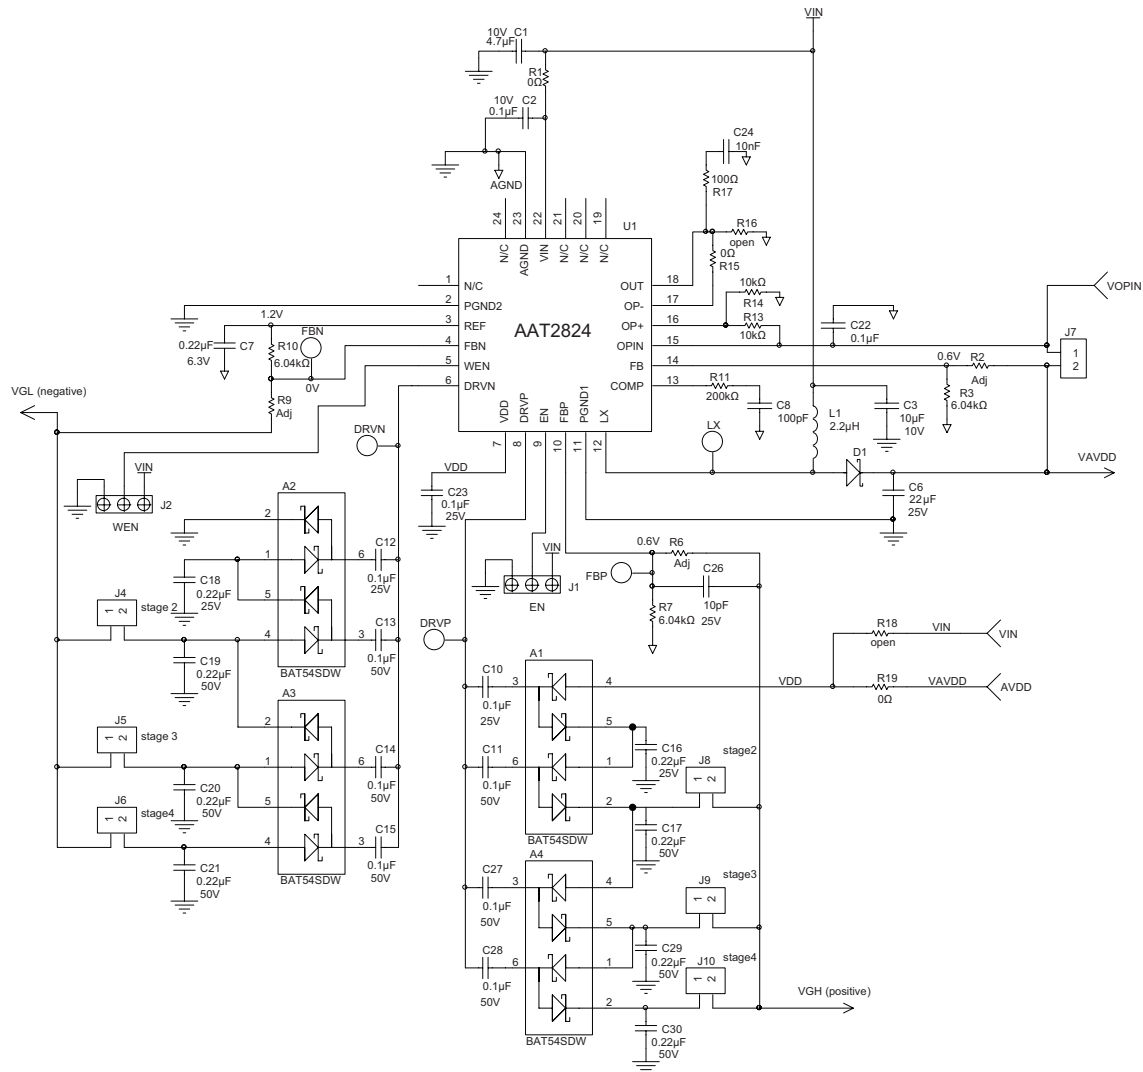 VIN
10V C1
4.7µF
R1
0Ω
10V C2
0.1µF
AGND
C24
10nF
100Ω
R17
R16
open
0Ω
R15
24
23
22
21
20
19
U1
N/C
AGND
VIN
N/C
N/C
N/C
1 N/C
2 PGND2
3 REF
4 FBN
5 WEN
6 DRVN
AAT2824
OUT 18
OP- 17
OP+ 16
OPIN 15
FB 14
COMP 13
VDD
DRVP
EN
FBP
PGND1
LX
7
8
9
10
11
12
10kΩ
R14
R13
10kΩ
C22
0.1µF
VOPIN
J7
1
2
0.6V R2
Adj
R3
6.04kΩ
R11
200kΩ
C8
100pF
L1
2.2µH
C3
10µF
10V
LX
D1
VAVDD
C6
22µF
25V
1.2V
FBN
0.22µF C7
6.3V
R10
6.04kΩ
0V
R9
Adj
VGL (negative)
DRVN
VIN
J2
WEN
VDD
C23
0.1µF
25V
VIN
J1
EN
0.6V R6
Adj
FBP
C26
10pF
25V
R7
6.04kΩ
A2
2
1
5
4
6
3
C12
0.1µF
25V
C13
0.1µF
50V
BAT54SDW
C18
0.22µF
25V
J4
1 2
stage 2
C19
0.22µF
50V
A3
2
1
5
4
6
3
C14
0.1µF
50V
C15
0.1µF
50V
BAT54SDW
J5
1 2
stage 3
C20
0.22µF
50V
J6
1 2
stage4
C21
0.22µF
50V
DRVP
A1
C10
0.1µF
25V
3
4
5
C11
0.1µF
50V
6
1
2
BAT54SDW
VDD
R18
open
VIN
VIN
R19
0Ω
VAVDD
AVDD
C16
0.22µF
25V
stage2
J8
1 2
C17
0.22µF
50V
A4
C27
0.1µF
50V
3
4
5
C28
0.1µF
50V
6
1
2
BAT54SDW
stage3
J9
1 2
C29
0.22µF
50V
stage4
J10
1 2
C30
0.22µF
50V
VGH (positive)